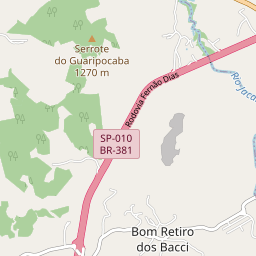 Serrote
do Guaripocaba
1270 m
Rodovia Fernão Dias
SP-010
BR-381
Bom Retiro
dos Bacci